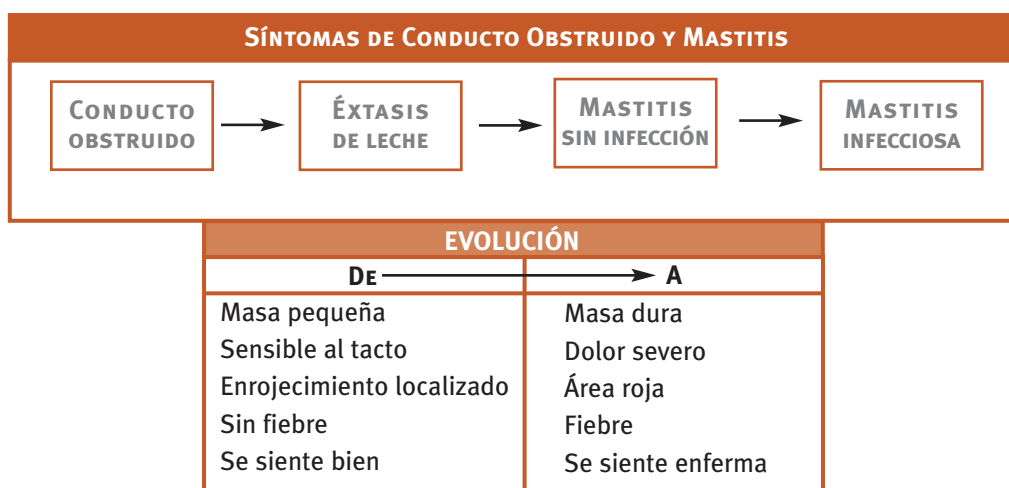 SÍNTOMAS DE CONDUCTO OBSTRUIDO Y MASTITIS
CONDUCTO
OBSTRUIDO
ÉXTASIS
DE LECHE
MASTITIS
SIN INFECCIÓN
MASTITIS
INFECCIOSA
EVOLUCIÓN
DE A
Masa pequeña
Sensible al tacto
Enrojecimiento localizado
Sin fiebre
Se siente bien
Masa dura
Dolor severo
Área roja
Fiebre
Se siente enferma